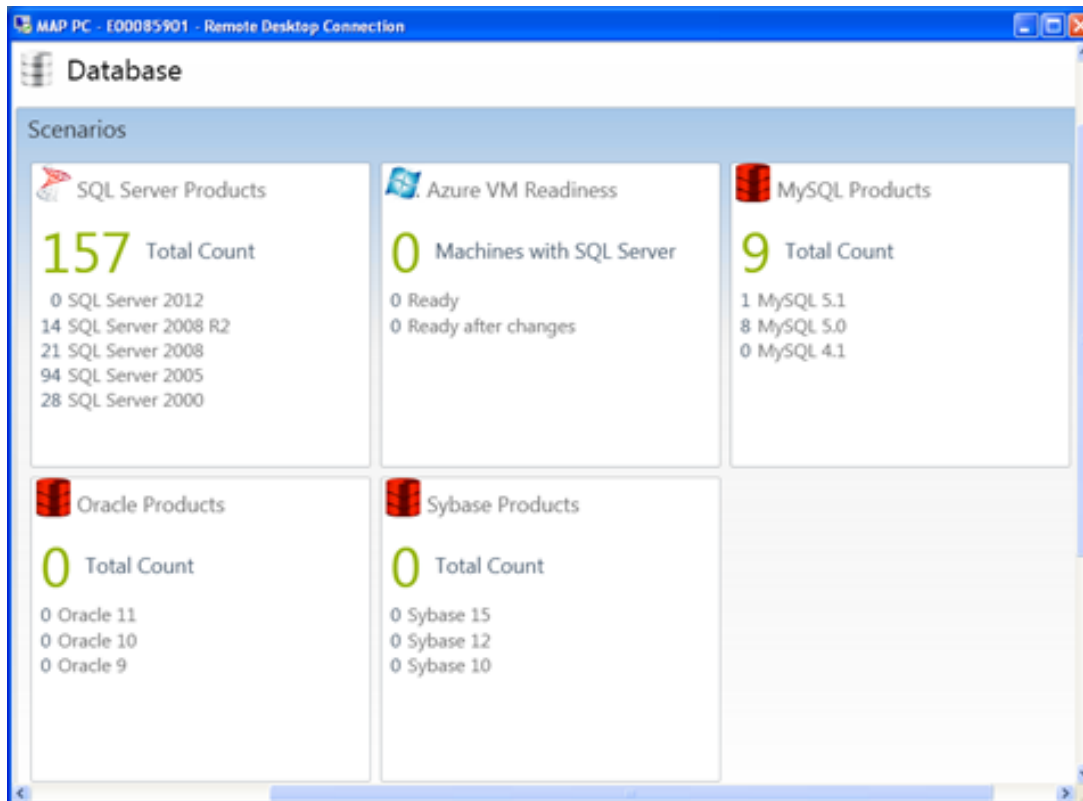 MAP PC - E00085901 - Remote Desktop Connection
Database
Scenarios
SQL Server Products
157 Total Count
0 SQL Server 2012
14 SQL Server 2008 R2
21 SQL Server 2008
94 SQL Server 2005
28 SQL Server 2000
Azure VM Readiness
0 Machines with SQL Server
0 Ready
0 Ready after changes
MySQL Products
9 Total Count
1 MySQL 5.1
8 MySQL 5.0
0 MySQL 4.1
Oracle Products
0 Total Count
0 Oracle 11
0 Oracle 10
0 Oracle 9
Sybase Products
0 Total Count
0 Sybase 15
0 Sybase 12
0 Sybase 10